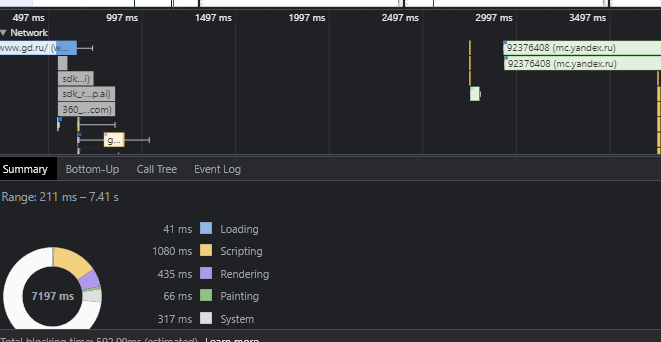 497 ms 997 ms 1497 ms 1997 ms 2497 ms 2997 ms 3497 ms
▼ Network
www.gd.ru/ (w... 92376408 (mc.yandex.ru)
92376408 (mc.yandex.ru)
sdk...i)
sdk_r...p.ai)
360_...com)
g...
Summary Bottom-Up Call Tree Event Log
Range: 211 ms – 7.41 s
41 ms Loading
1080 ms Scripting
435 ms Rendering
7197 ms
66 ms Painting
317 ms System
Total blocking time: 592.99ms (estimated) Learn more